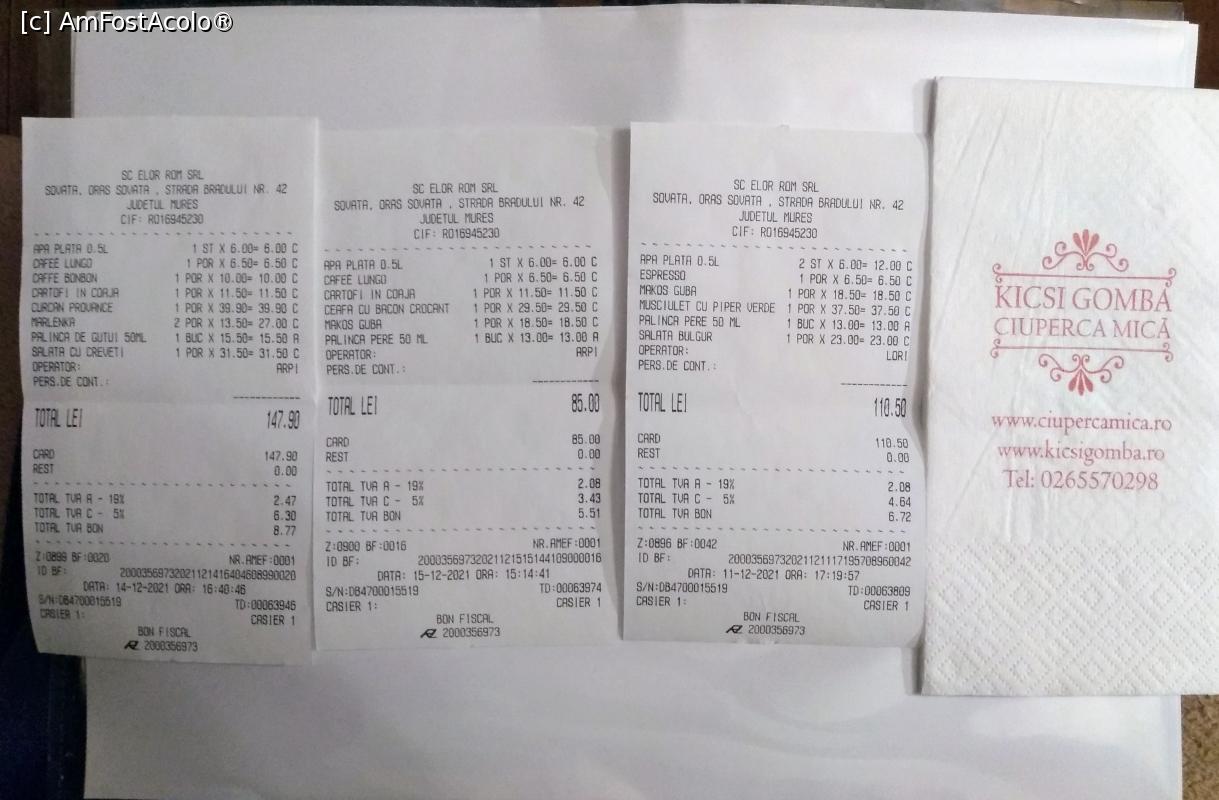 [c] AmFostAcolo®
SC ELOR ROM SRL
SOVATA, ORAS SOVATA , STRADA BRADULUI NR. 42
JUDETUL MURES
CIF: RO16945230
APA PLATA 0.5L 1 ST X 6.00= 6.00 C
CAFEE LUNGO 1 POR X 6.50= 6.50 C
CAFFE BONBON 1 POR X 10.00= 10.00 C
CARTOFI IN COAJA 1 POR X 11.50= 11.50 C
CURCAN PROVANCE 1 POR X 39.90= 39.90 C
MARLENKA 2 POR X 13.50= 27.00 C
PALINCA DE GUTUI 50ML 1 BUC X 15.50= 15.50 A
SALATA CU CREVETI 1 POR X 31.50= 31.50 C
OPERATOR: ARPI
PERS.DE CONT.:
TOTAL LEI 147.90
CARD 147.90
REST 0.00
TOTAL TVA A - 19% 2.47
TOTAL TVA C - 5% 6.30
TOTAL TVA BON 8.77
Z:0899 BF:0020 NR.AMEF:0001
ID BF: 20003569732021121416404608990020
DATA: 14-12-2021 ORA: 16:40:46
S/N:DB4700015519 TD:00063946
CASIER 1: CASIER 1
BON FISCAL
2000356973
SC ELOR ROM SRL
SOVATA, ORAS SOVATA , STRADA BRADULUI NR. 42
JUDETUL MURES
CIF: RO16945230
APA PLATA 0.5L 1 ST X 6.00= 6.00 C
CAFEE LUNGO 1 POR X 6.50= 6.50 C
CARTOFI IN COAJA 1 POR X 11.50= 11.50 C
CEAFA CU BACON CROCANT 1 POR X 29.50= 29.50 C
MAKOS GUBA 1 POR X 18.50= 18.50 C
PALINCA PERE 50 ML 1 BUC X 13.00= 13.00 A
OPERATOR: ARPI
PERS.DE CONT.:
TOTAL LEI 85.00
CARD 85.00
REST 0.00
TOTAL TVA A - 19% 2.08
TOTAL TVA C - 5% 3.43
TOTAL TVA BON 5.51
Z:0900 BF:0016 NR.AMEF:0001
ID BF: 20003569732021121515144109000016
DATA: 15-12-2021 ORA: 15:14:41
S/N:DB4700015519 TD:00063974
CASIER 1: CASIER 1
BON FISCAL
2000356973
SC ELOR ROM SRL
SOVATA, ORAS SOVATA , STRADA BRADULUI NR. 42
JUDETUL MURES
CIF: RO16945230
APA PLATA 0.5L 2 ST X 6.00= 12.00 C
ESPRESSO 1 POR X 6.50= 6.50 C
MAKOS GUBA 1 POR X 18.50= 18.50 C
MUSCIULET CU PIPER VERDE 1 POR X 37.50= 37.50 C
PALINCA PERE 50 ML 1 BUC X 13.00= 13.00 A
SALATA BULGUR 1 POR X 23.00= 23.00 C
OPERATOR: LORI
PERS.DE CONT.:
TOTAL LEI 110.50
CARD 110.50
REST 0.00
TOTAL TVA A - 19% 2.08
TOTAL TVA C - 5% 4.64
TOTAL TVA BON 6.72
Z:0896 BF:0042 NR.AMEF:0001
ID BF: 20003569732021121117195708960042
DATA: 11-12-2021 ORA: 17:19:57
S/N:DB4700015519 TD:00063809
CASIER 1: CASIER 1
BON FISCAL
2000356973
KICSI GOMBA
CIUPERCA MICĂ
www.ciupercamica.ro
www.kicsigomba.ro
Tel: 0265570298